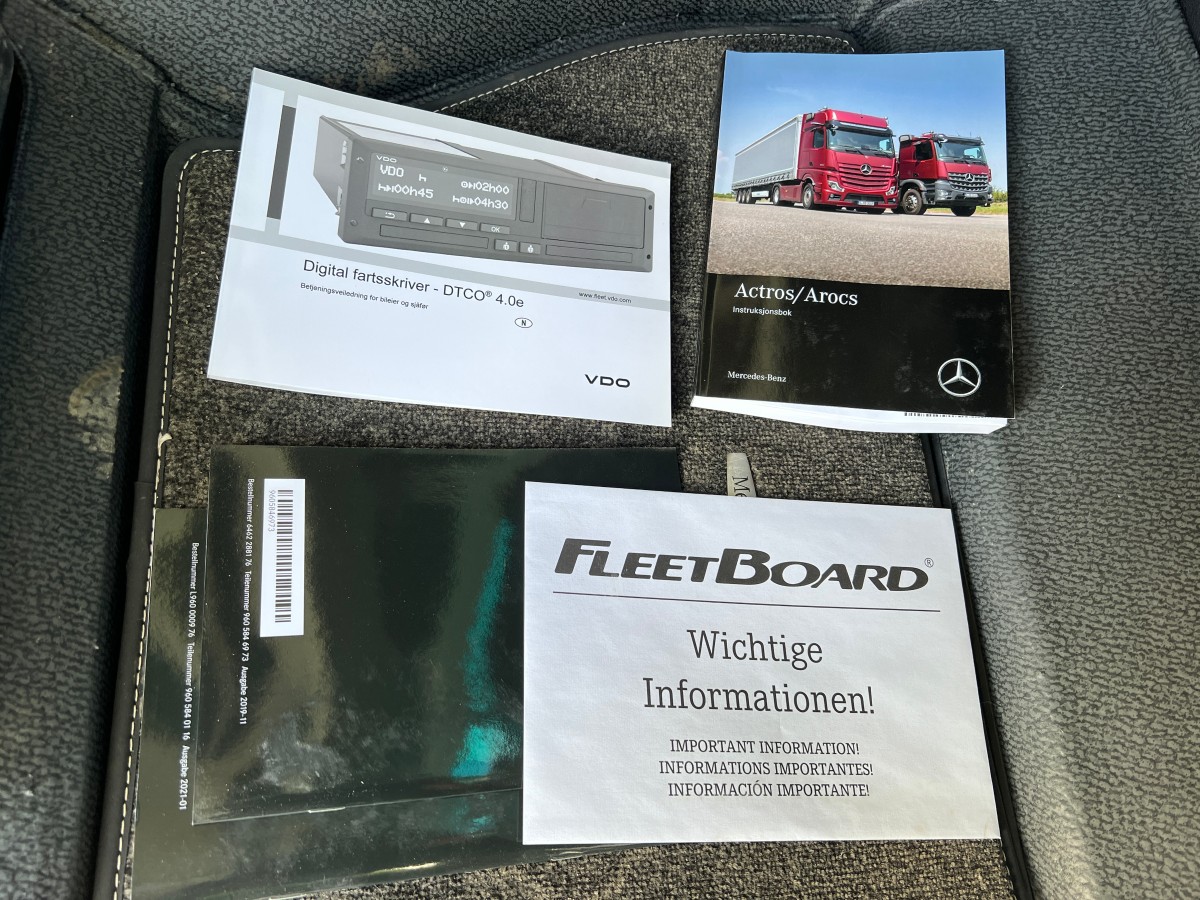 VDO
VDO
02h00
00h45
04h30
OK
Digital fartsskriver - DTCO® 4.0e
Betjeningsveiledning for bileier og sjåfør
www.fleet.vdo.com
N
VDO
Actros/Arocs
Instruksjonsbok
Mercedes-Benz
9605846973
Bestellnummer 6462 2881 76 Teilenummer 960 584 69 73 Ausgabe 2019-11
Bestellnummer L960 0009 76 Teilenummer 960 584 01 16 Ausgabe 2021-01
FLEETBOARD®
Wichtige
Informationen!
IMPORTANT INFORMATION!
INFORMATIONS IMPORTANTES!
INFORMACIÓN IMPORTANTE!